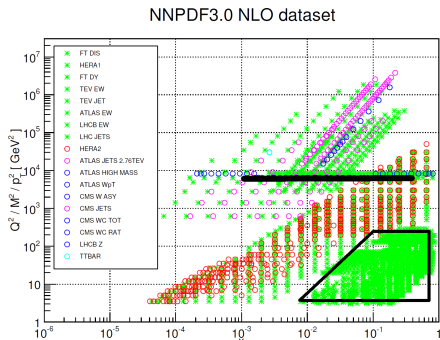 NNPDF3.0 NLO dataset
Q² / M² / p_T² [ GeV² ]
10⁷
10⁶
10⁵
10⁴
10³
10²
10
1
FT DIS
HERA1
FT DY
TEV EW
TEV JET
ATLAS EW
LHCB EW
LHC JETS
HERA2
ATLAS JETS 2.76TEV
ATLAS HIGH MASS
ATLAS WpT
CMS W ASY
CMS JETS
CMS WC TOT
CMS WC RAT
LHCB Z
TTBAR
10⁻⁶ 10⁻⁵ 10⁻⁴ 10⁻³ 10⁻² 10⁻¹ 1